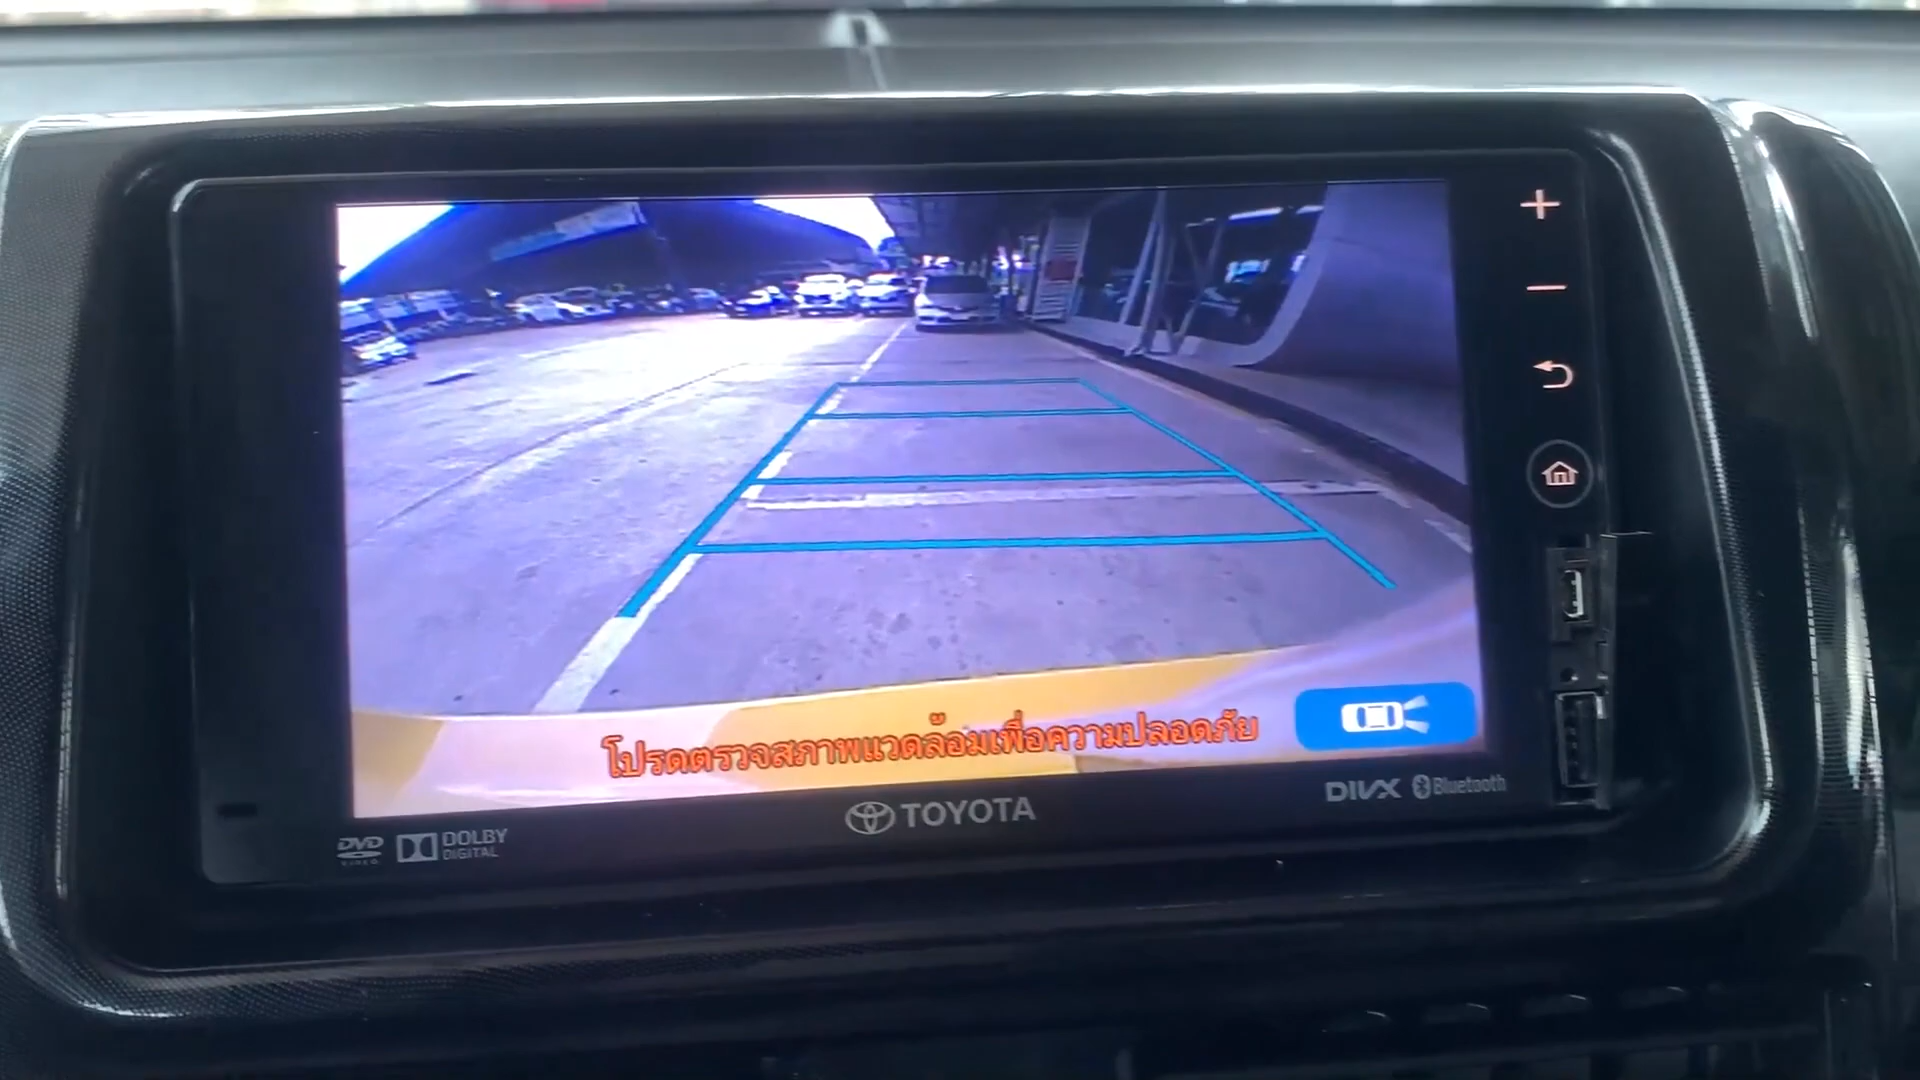 โปรดตรวจสภาพแวดล้อมเพื่อความปลอดภัย
DVD VIDEO
DOLBY DIGITAL
TOYOTA
DIVX
Bluetooth